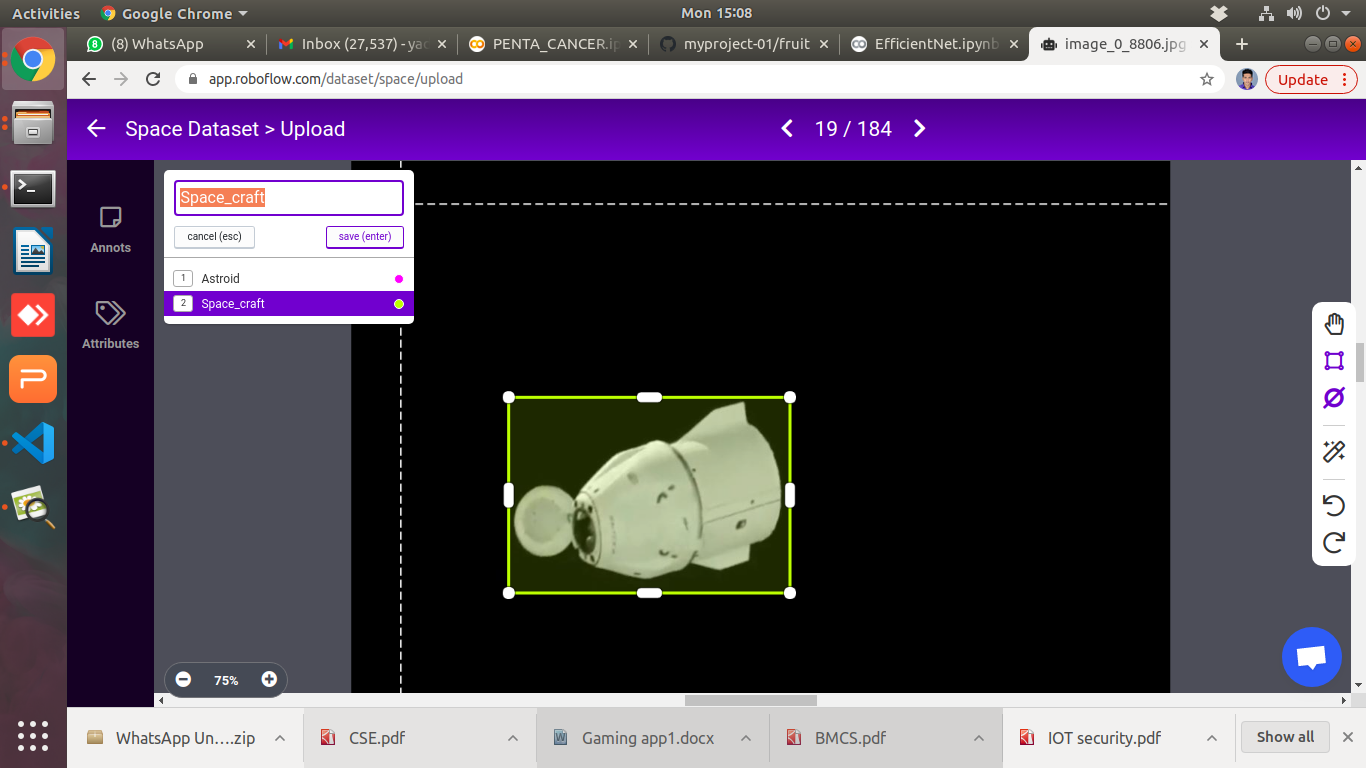 Activities
Google Chrome
Mon 15:08
(8) WhatsApp
Inbox (27,537) - yac
PENTA_CANCER.ip
myproject-01/fruit
EfficientNet.ipynb
image_0_8806.jpg
app.roboflow.com/dataset/space/upload
Update
Space Dataset > Upload
19 / 184
Annots
Attributes
Space_craft
cancel (esc)
save (enter)
1 Astroid
2 Space_craft
75%
WhatsApp Un....zip
CSE.pdf
Gaming app1.docx
BMCS.pdf
IOT security.pdf
Show all